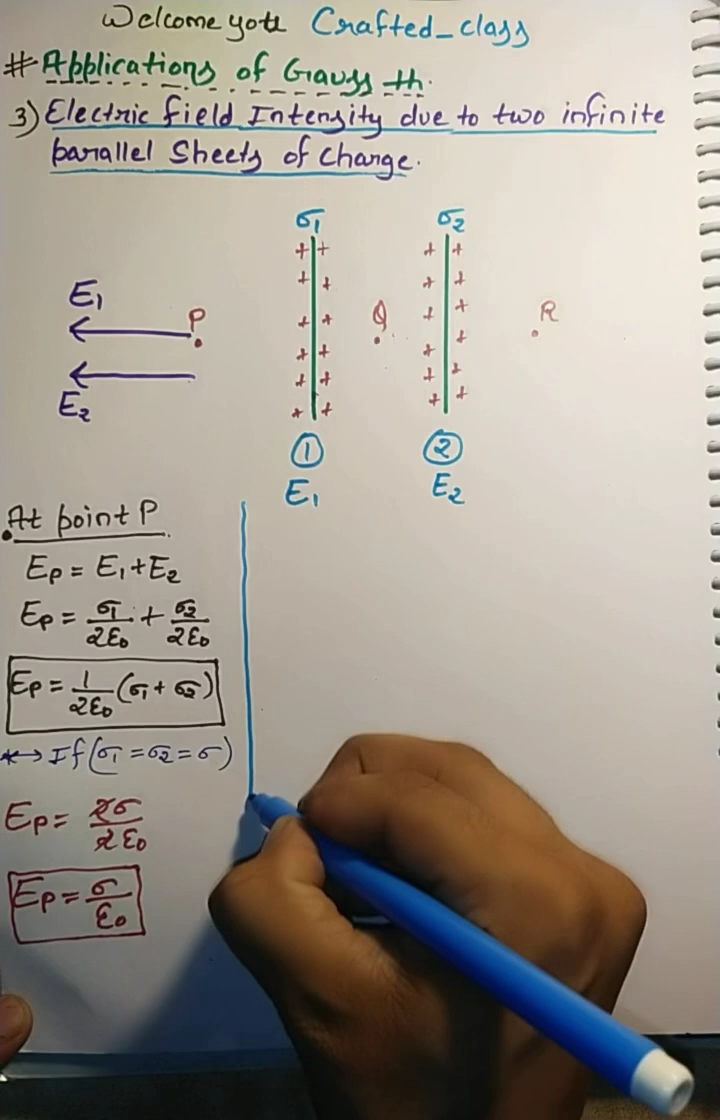 Welcome you Crafted_class
# Applications of Gauss th.
3) Electric field Intensity due to two infinite
parallel Sheets of Charge.
σ₁ σ₂
E₁ P Q R
E₂
① ②
E₁ E₂
At point P
Ep = E₁+E₂
Ep = σ₁/2ε₀ + σ₂/2ε₀
Ep = 1/2ε₀ (σ₁ + σ₂)
*→ If (σ₁ = σ₂ = σ)
Ep = 2σ/2ε₀
Ep = σ/ε₀